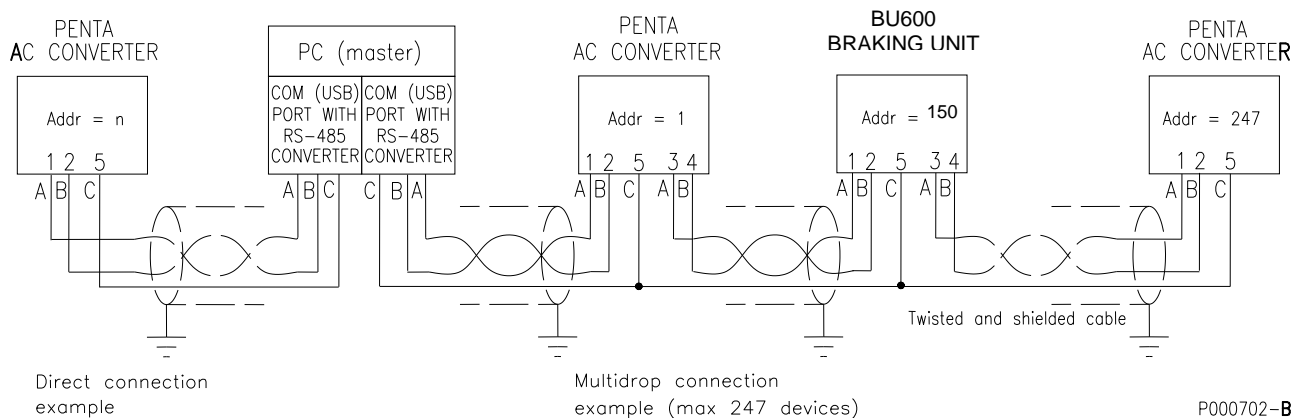 PENTA
AC CONVERTER
Addr = n
1 2 5
A B C
PC (master)
COM (USB)
PORT WITH
RS-485
CONVERTER
A B C
COM (USB)
PORT WITH
RS-485
CONVERTER
C B A
PENTA
AC CONVERTER
Addr = 1
1 2 5 3 4
A B C A B
BU600
BRAKING UNIT
Addr = 150
1 2 5 3 4
A B C A B
PENTA
AC CONVERTER
Addr = 247
1 2 5
A B C
Twisted and shielded cable
Direct connection
example
Multidrop connection
example (max 247 devices)
P000702-B